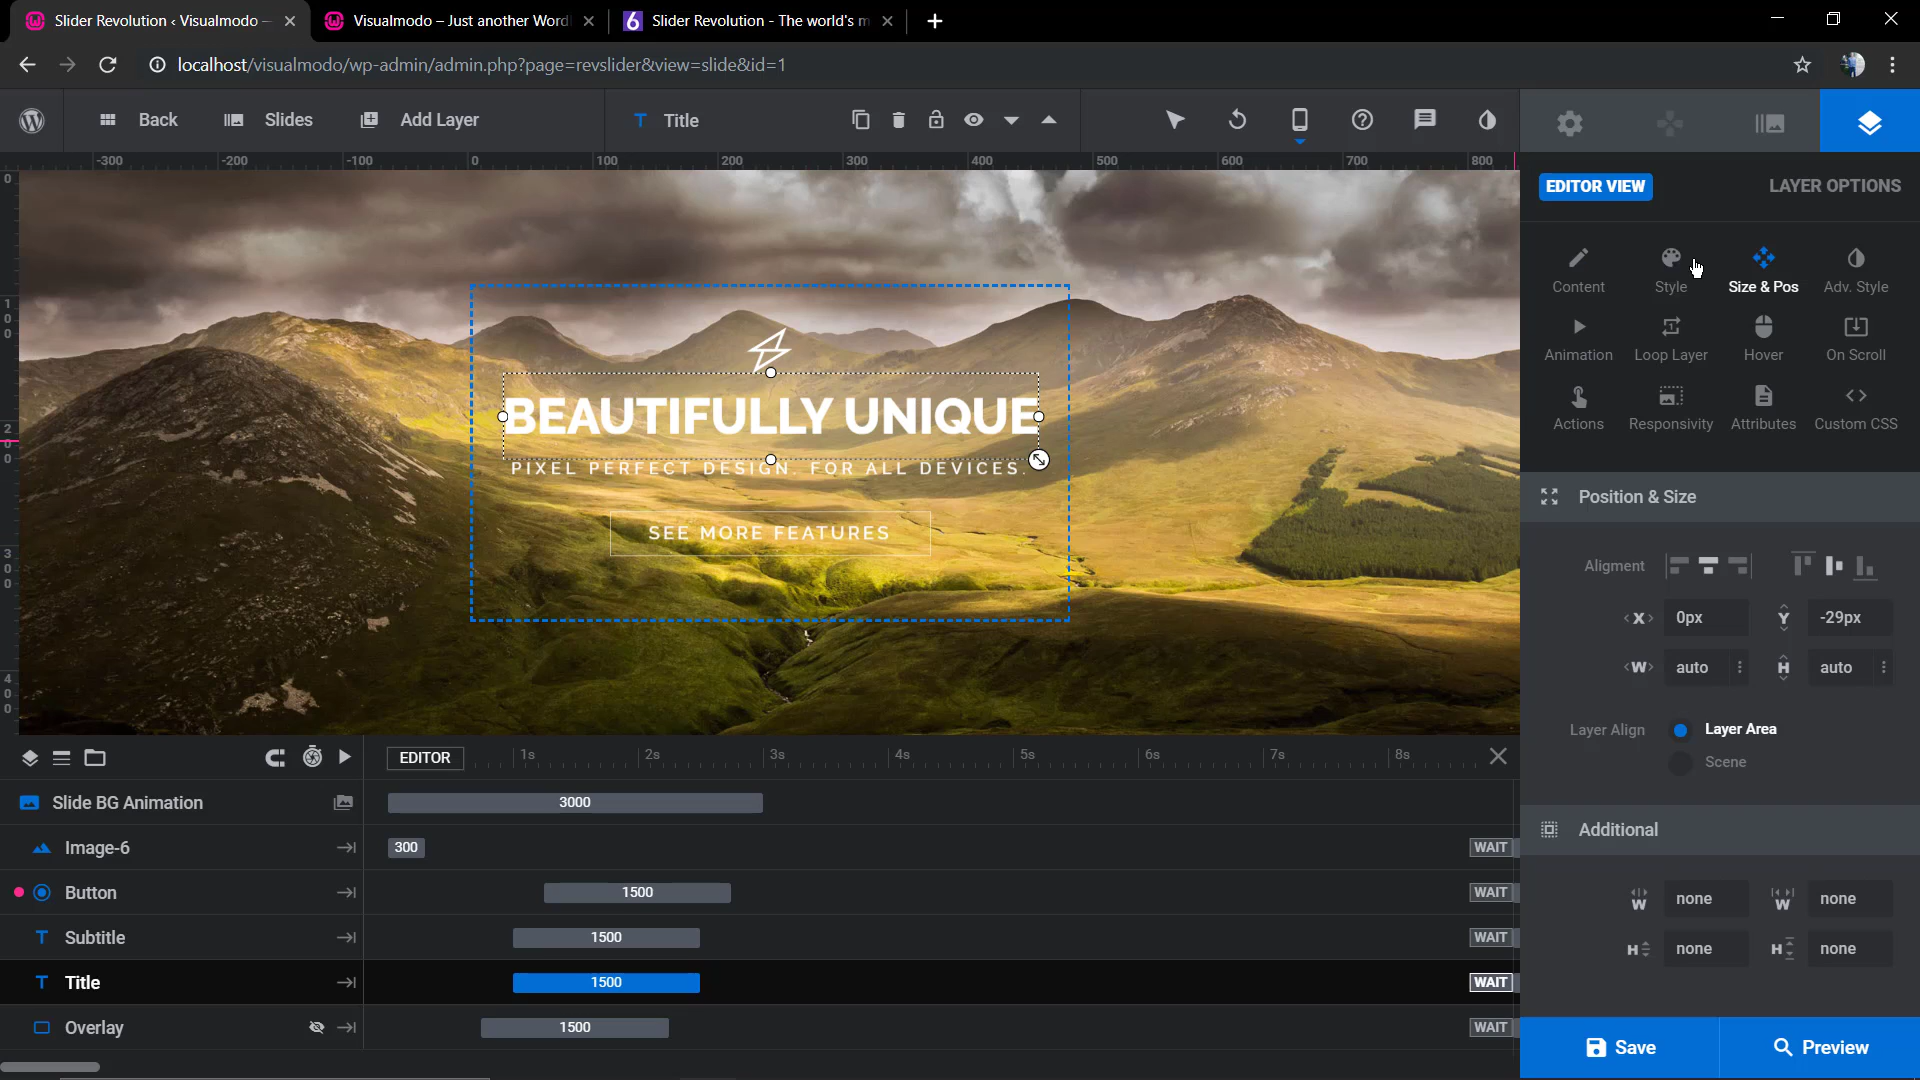 Slider Revolution ‹ Visualmodo —
Visualmodo – Just another Word
Slider Revolution - The world's m
localhost/visualmodo/wp-admin/admin.php?page=revslider&view=slide&id=1
Back
Slides
Add Layer
Title
-300 -200 -100 0 100 200 300 400 500 600 700 800
0
100
200
300
400
EDITOR VIEW
LAYER OPTIONS
Content
Style
Size & Pos
Adv. Style
Animation
Loop Layer
Hover
On Scroll
Actions
Responsivity
Attributes
Custom CSS
BEAUTIFULLY UNIQUE
PIXEL PERFECT DESIGN. FOR ALL DEVICES.
SEE MORE FEATURES
Position & Size
Aligment
X 0px Y -29px
W auto H auto
Layer Align
Layer Area
Scene
Additional
W none W none
H none H none
EDITOR 1s 2s 3s 4s 5s 6s 7s 8s
Slide BG Animation 3000
Image-6 300 WAIT
Button 1500 WAIT
Subtitle 1500 WAIT
Title 1500 WAIT
Overlay 1500 WAIT
Save
Preview